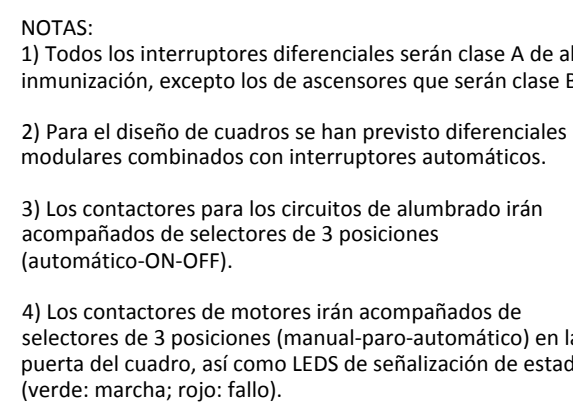 NOTAS:
1) Todos los interruptores diferenciales serán clase A de al
inmunización, excepto los de ascensores que serán clase B
2) Para el diseño de cuadros se han previsto diferenciales
modulares combinados con interruptores automáticos.
3) Los contactores para los circuitos de alumbrado irán
acompañados de selectores de 3 posiciones
(automático-ON-OFF).
4) Los contactores de motores irán acompañados de
selectores de 3 posiciones (manual-paro-automático) en la
puerta del cuadro, así como LEDS de señalización de estad
(verde: marcha; rojo: fallo).